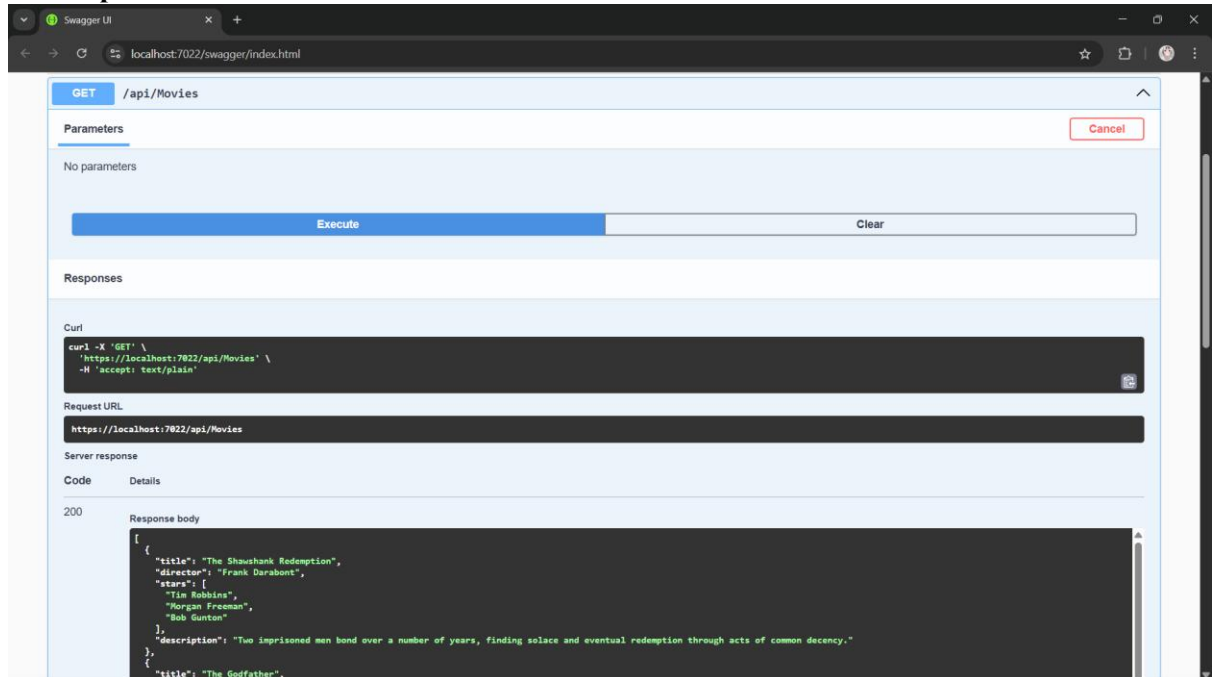 Swagger UI
localhost:7022/swagger/index.html
GET /api/Movies
Parameters
Cancel
No parameters
Execute
Clear
Responses
Curl
curl -X 'GET' \
'https://localhost:7022/api/Movies' \
-H 'accept: text/plain'
Request URL
https://localhost:7022/api/Movies
Server response
Code Details
200
Response body
[
{
"title": "The Shawshank Redemption",
"director": "Frank Darabont",
"stars": [
"Tim Robbins",
"Morgan Freeman",
"Bob Gunton"
],
"description": "Two imprisoned men bond over a number of years, finding solace and eventual redemption through acts of common decency."
},
{
"title": "The Godfather",